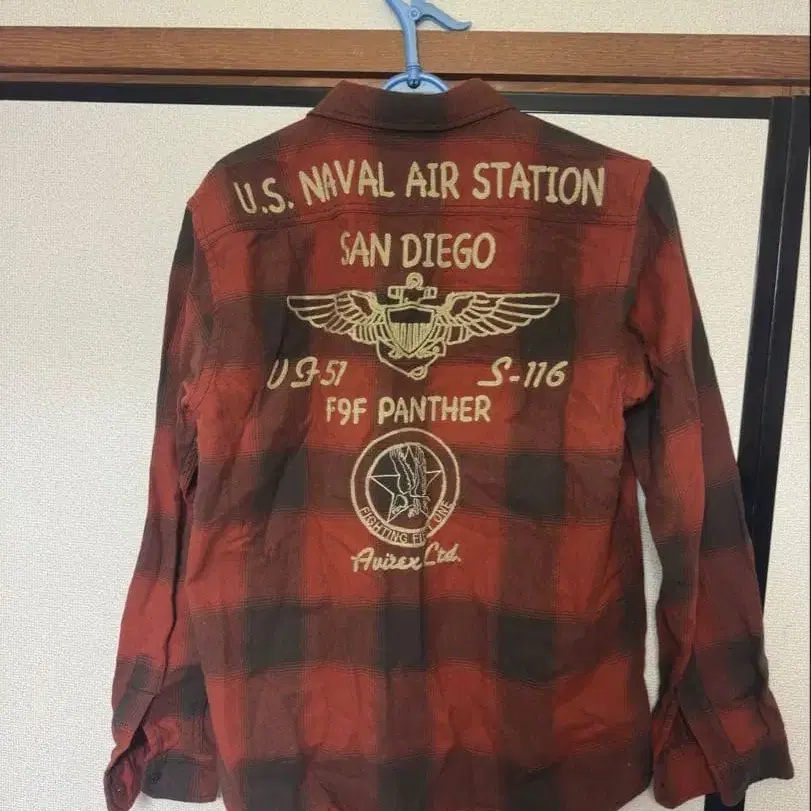 U.S. NAVAL AIR STATION
SAN DIEGO
VF-51 S-116
F9F PANTHER
FIGHTING FIFTY ONE
Avirex Ltd.